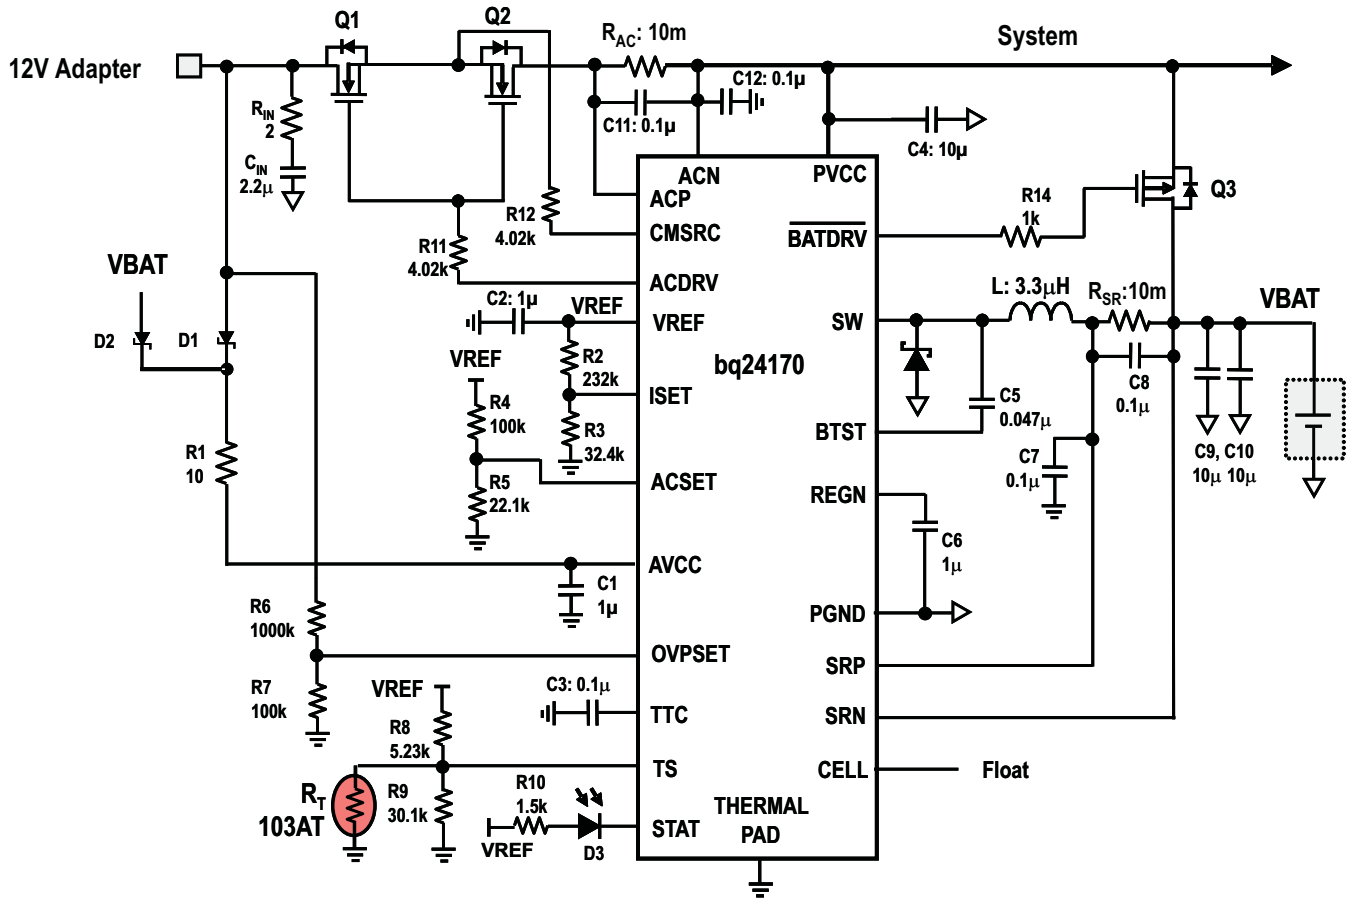 Q1
Q2
R_AC: 10m
System
12V Adapter
C12: 0.1µ
R_IN
2
C11: 0.1µ
C4: 10µ
C_IN
2.2µ
ACN
PVCC
ACP
R12
4.02k
CMSRC
BATDRV
R14
1k
Q3
R11
4.02k
ACDRV
VBAT
C2: 1µ
VREF
VREF
SW
L: 3.3µH
R_SR:10m
VBAT
D2
D1
VREF
R2
232k
bq24170
C8
0.1µ
R4
100k
ISET
C5
0.047µ
R3
32.4k
BTST
R1
10
C7
0.1µ
C9, C10
10µ 10µ
R5
22.1k
ACSET
REGN
C6
1µ
AVCC
C1
1µ
R6
1000k
PGND
OVPSET
SRP
R7
100k
VREF
C3: 0.1µ
TTC
SRN
R8
5.23k
TS
CELL
Float
R_T
103AT
R9
30.1k
R10
1.5k
THERMAL
PAD
STAT
VREF
D3